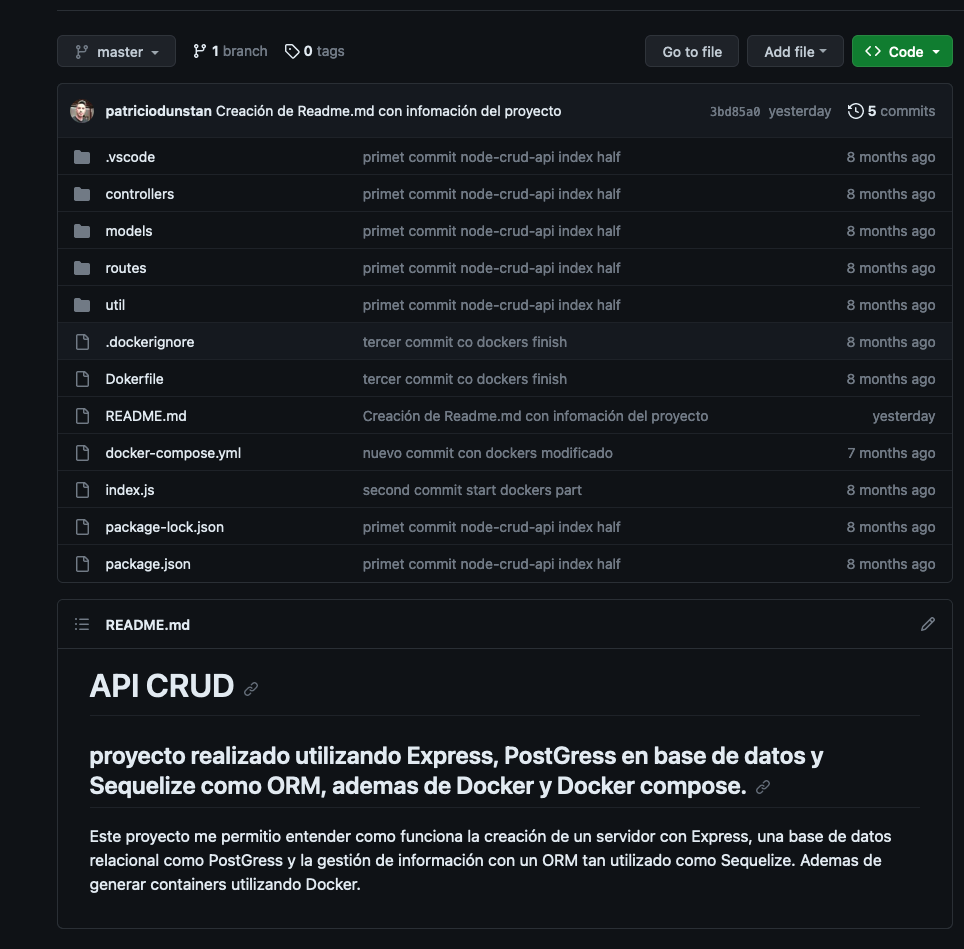 master 1 branch 0 tags Go to file Add file Code
patriciodunstan Creación de Readme.md con infomación del proyecto 3bd85a0 yesterday 5 commits
.vscode primet commit node-crud-api index half 8 months ago
controllers primet commit node-crud-api index half 8 months ago
models primet commit node-crud-api index half 8 months ago
routes primet commit node-crud-api index half 8 months ago
util primet commit node-crud-api index half 8 months ago
.dockerignore tercer commit co dockers finish 8 months ago
Dokerfile tercer commit co dockers finish 8 months ago
README.md Creación de Readme.md con infomación del proyecto yesterday
docker-compose.yml nuevo commit con dockers modificado 7 months ago
index.js second commit start dockers part 8 months ago
package-lock.json primet commit node-crud-api index half 8 months ago
package.json primet commit node-crud-api index half 8 months ago
README.md
API CRUD
proyecto realizado utilizando Express, PostGress en base de datos y
Sequelize como ORM, ademas de Docker y Docker compose.
Este proyecto me permitio entender como funciona la creación de un servidor con Express, una base de datos
relacional como PostGress y la gestión de información con un ORM tan utilizado como Sequelize. Ademas de
generar containers utilizando Docker.